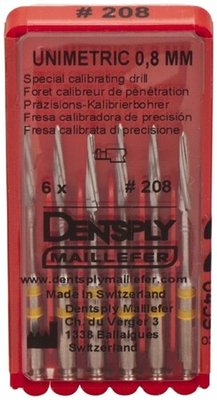 # 208
UNIMETRIC 0,8 MM
Special calibrating drill
Foret calibreur de pénétration
Präzisions-Kalibrierbohrer
Fresa calibradora de precisión
Fresa calibrata di precisione
6 x # 208
DENTSPLY
MAILLEFER
www.dentsplymaillefer.com
Made in Switzerland
Dentsply Maillefer
Ch. du Verger 3
1338 Ballaigues
Switzerland